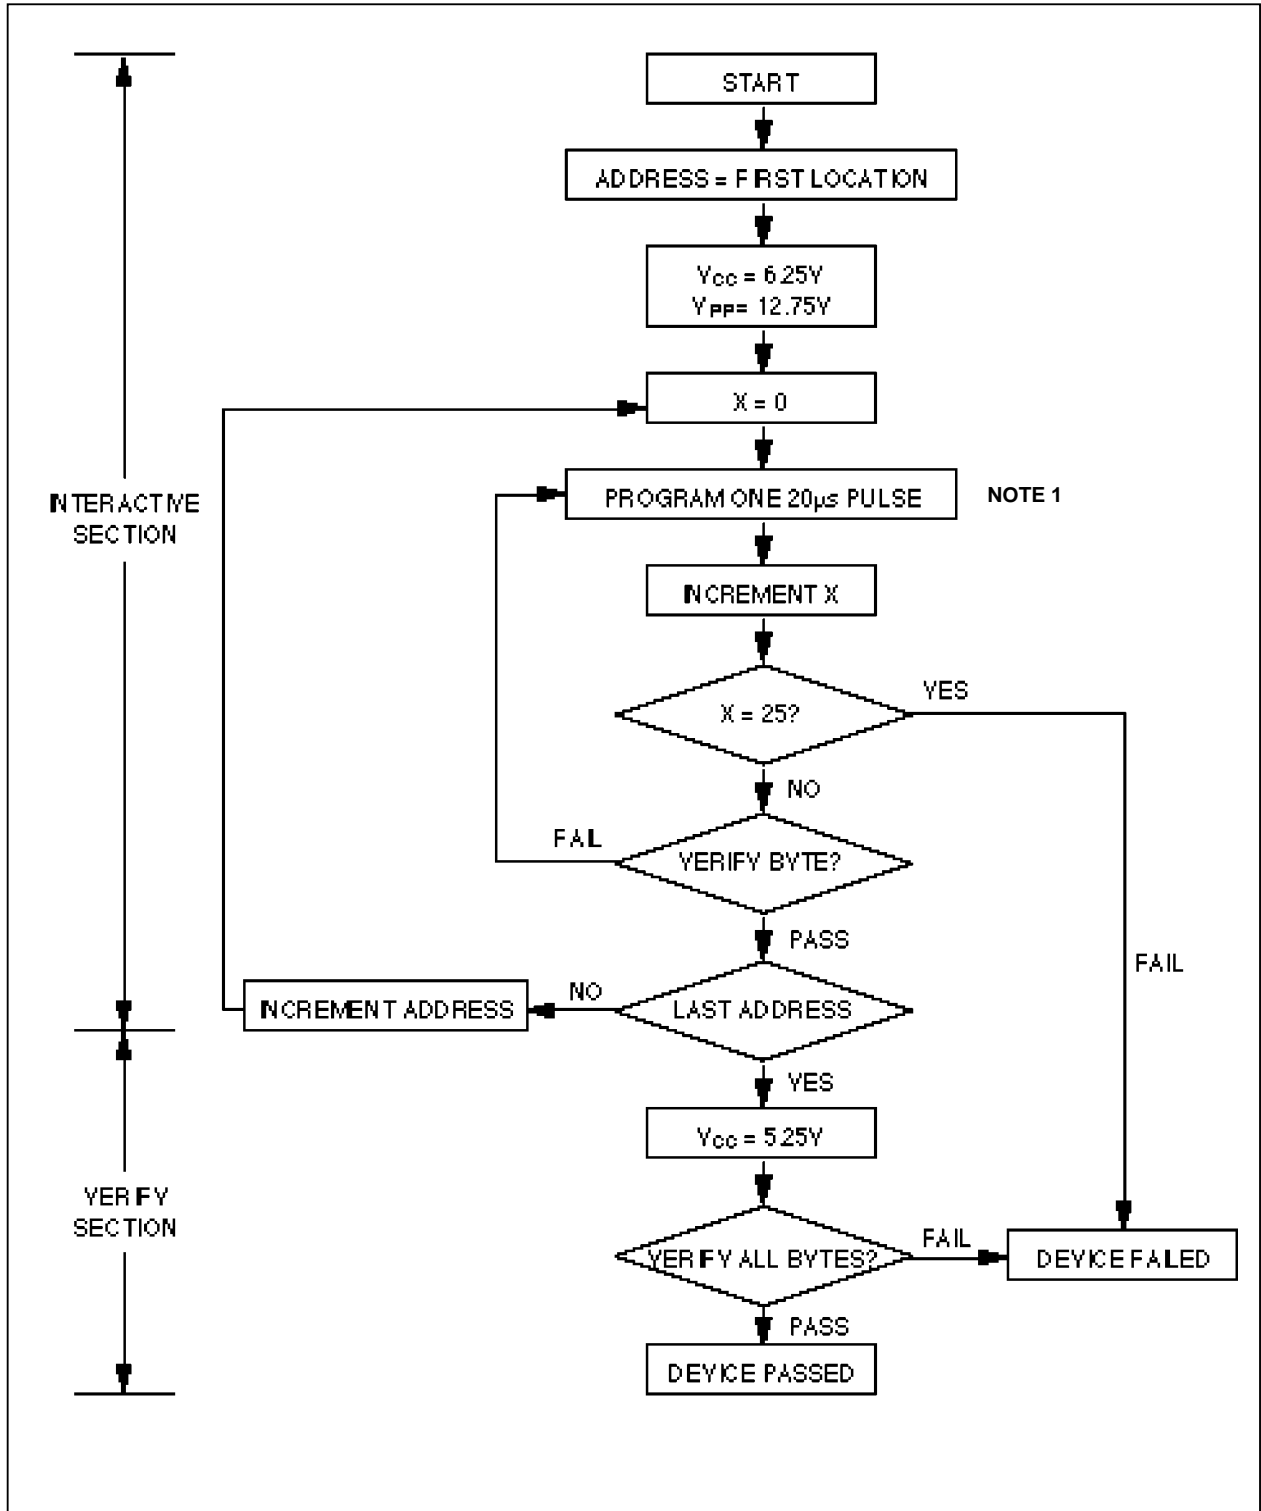 START
ADDRESS = FIRST LOCATION
VCC = 6.25V
VPP = 12.75V
X = 0
INTERACTIVE
SECTION
PROGRAM ONE 20µs PULSE
NOTE 1
INCREMENT X
X = 25?
YES
NO
FAIL
VERIFY BYTE?
PASS
FAIL
INCREMENT ADDRESS
NO
LAST ADDRESS
YES
VCC = 5.25V
VERIFY
SECTION
VERIFY ALL BYTES?
FAIL
DEVICE FAILED
PASS
DEVICE PASSED